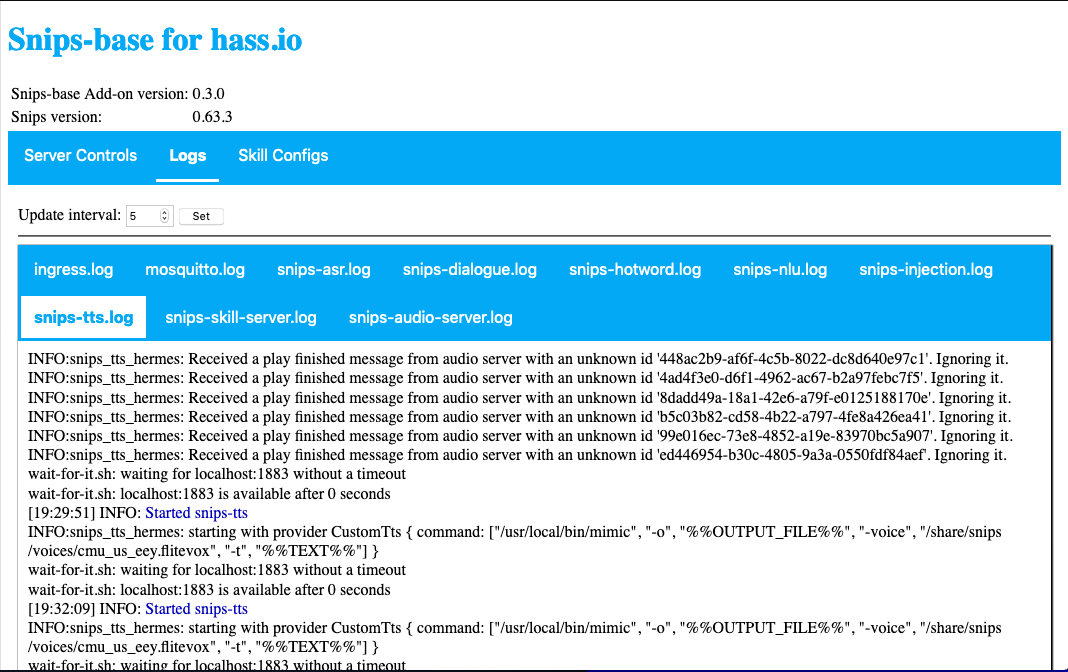 Snips-base for hass.io
Snips-base Add-on version: 0.3.0
Snips version: 0.63.3
Server Controls Logs Skill Configs
Update interval: 5 Set
ingress.log mosquitto.log snips-asr.log snips-dialogue.log snips-hotword.log snips-nlu.log snips-injection.log
snips-tts.log snips-skill-server.log snips-audio-server.log
INFO:snips_tts_hermes: Received a play finished message from audio server with an unknown id '448ac2b9-af6f-4c5b-8022-dc8d640e97c1'. Ignoring it.
INFO:snips_tts_hermes: Received a play finished message from audio server with an unknown id '4ad4f3e0-d6f1-4962-ac67-b2a97febc7f5'. Ignoring it.
INFO:snips_tts_hermes: Received a play finished message from audio server with an unknown id '8dadd49a-18a1-42e6-a79f-e0125188170e'. Ignoring it.
INFO:snips_tts_hermes: Received a play finished message from audio server with an unknown id 'b5c03b82-cd58-4b22-a797-4fe8a426ea41'. Ignoring it.
INFO:snips_tts_hermes: Received a play finished message from audio server with an unknown id '99e016ec-73e8-4852-a19e-83970bc5a907'. Ignoring it.
INFO:snips_tts_hermes: Received a play finished message from audio server with an unknown id 'ed446954-b30c-4805-9a3a-0550fdf84aef'. Ignoring it.
wait-for-it.sh: waiting for localhost:1883 without a timeout
wait-for-it.sh: localhost:1883 is available after 0 seconds
[19:29:51] INFO: Started snips-tts
INFO:snips_tts_hermes: starting with provider CustomTts { command: ["/usr/local/bin/mimic", "-o", "%%OUTPUT_FILE%%", "-voice", "/share/snips
/voices/cmu_us_eey.flitevox", "-t", "%%TEXT%%"] }
wait-for-it.sh: waiting for localhost:1883 without a timeout
wait-for-it.sh: localhost:1883 is available after 0 seconds
[19:32:09] INFO: Started snips-tts
INFO:snips_tts_hermes: starting with provider CustomTts { command: ["/usr/local/bin/mimic", "-o", "%%OUTPUT_FILE%%", "-voice", "/share/snips
/voices/cmu_us_eey.flitevox", "-t", "%%TEXT%%"] }
wait-for-it.sh: waiting for localhost:1883 without a timeout